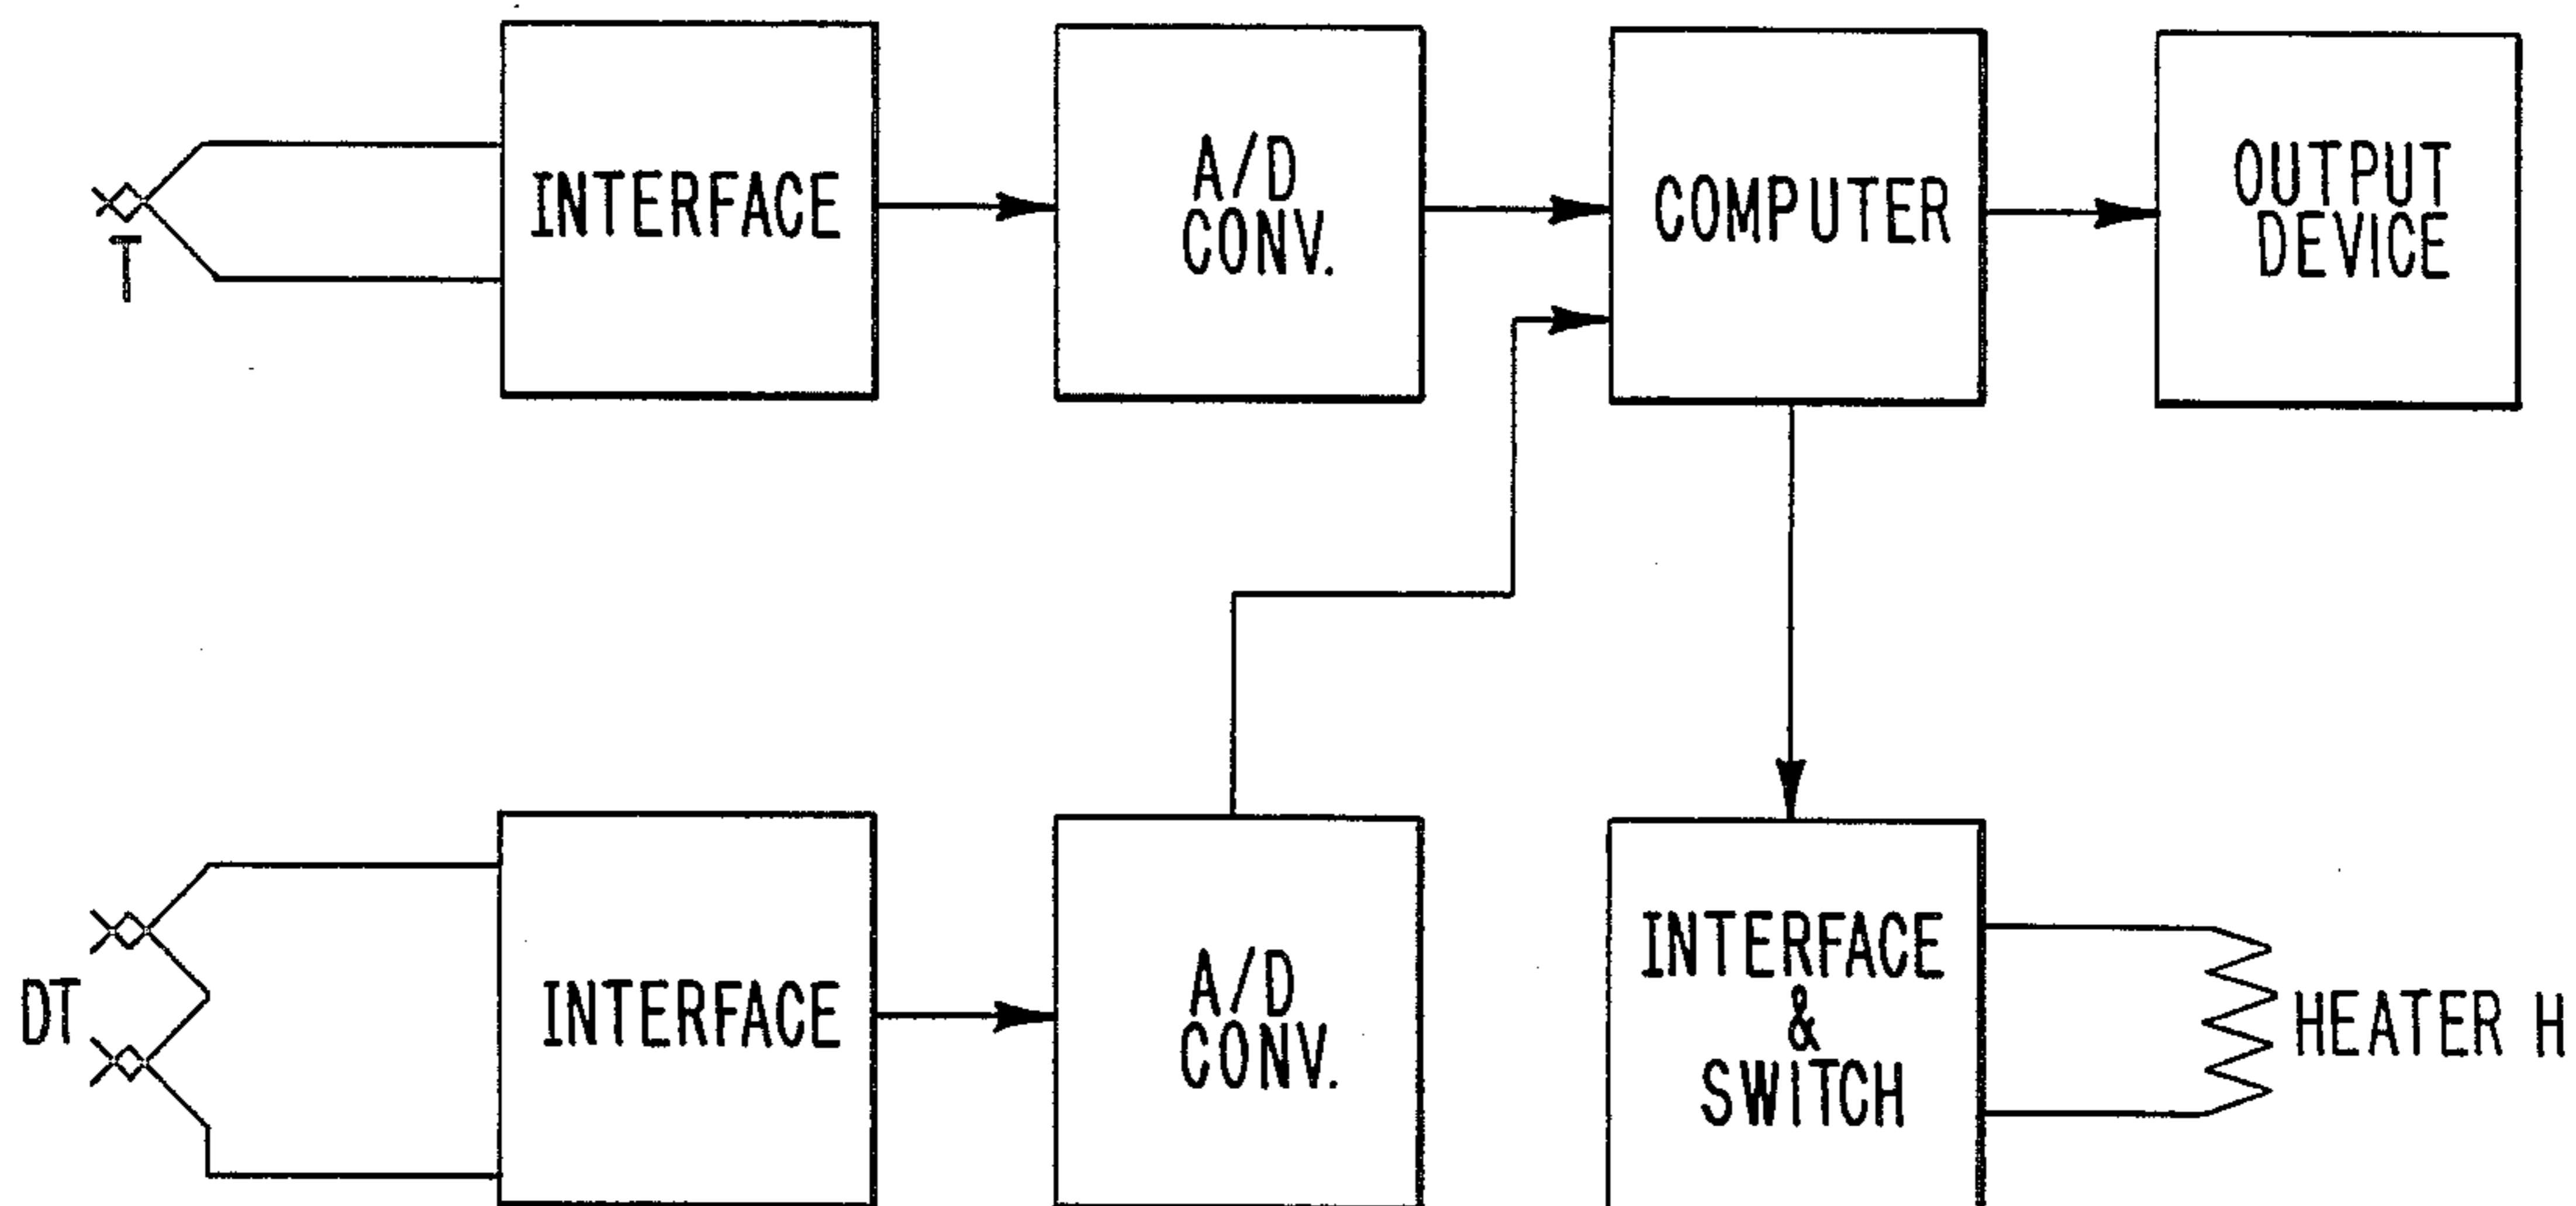 T
INTERFACE
A/D
CONV.
COMPUTER
OUTPUT
DEVICE
DT
INTERFACE
A/D
CONV.
INTERFACE
&
SWITCH
HEATER H